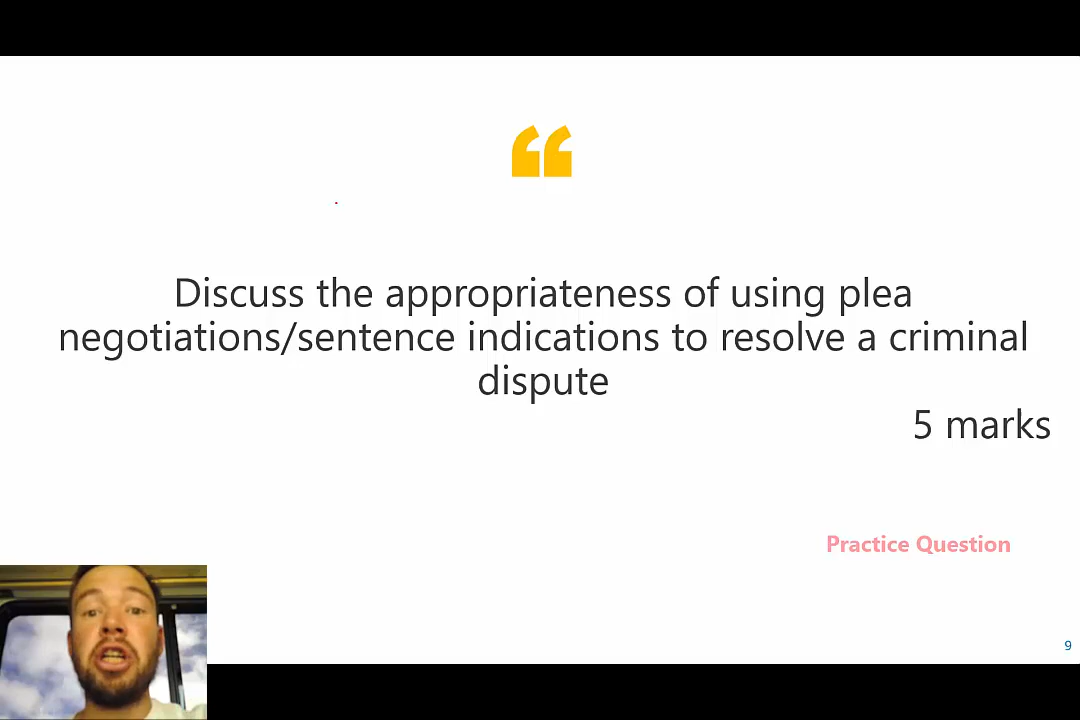 “
Discuss the appropriateness of using plea
negotiations/sentence indications to resolve a criminal
dispute
5 marks
Practice Question
9